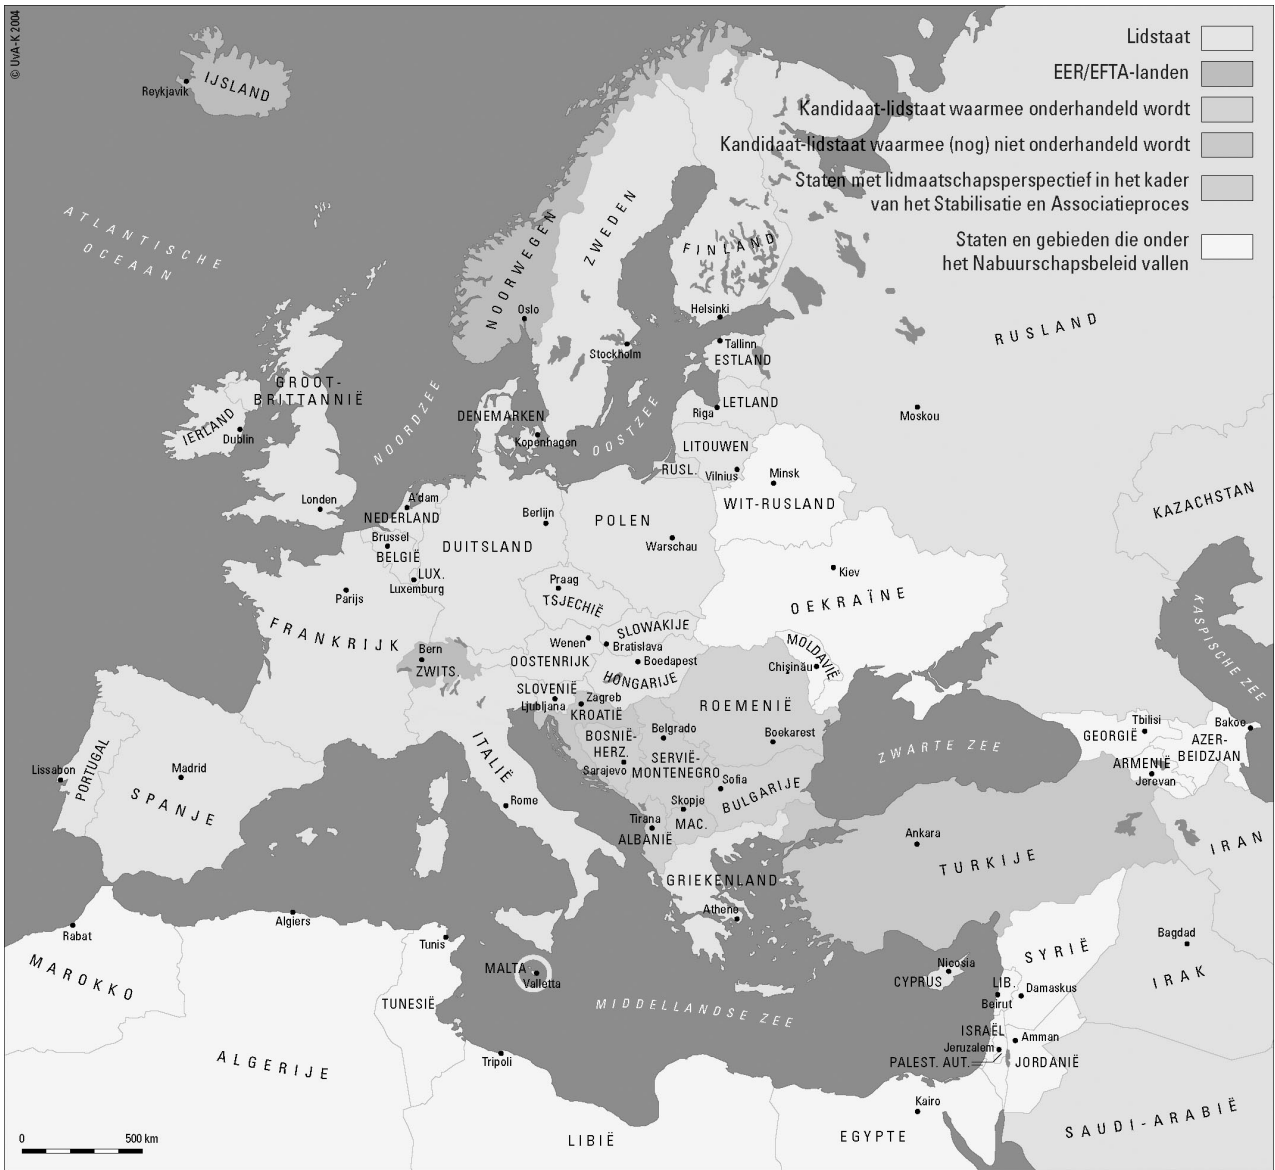 © UvA-K 2004
Lidstaat
EER/EFTA-landen
Kandidaat-lidstaat waarmee onderhandeld wordt
Kandidaat-lidstaat waarmee (nog) niet onderhandeld wordt
Staten met lidmaatschapsperspectief in het kader
van het Stabilisatie en Associatieproces
Staten en gebieden die onder
het Nabuurschapsbeleid vallen
IJSLAND
Reykjavik
ATLANTISCHE
OCEAAN
NOORWEGEN
Oslo
ZWEDEN
Stockholm
FINLAND
Helsinki
Tallinn
ESTLAND
RUSLAND
Moskou
LETLAND
Riga
LITOUWEN
Vilnius
RUSL.
GROOT-
BRITTANNIË
IERLAND
Dublin
Londen
NOORDZEE
DENEMARKEN
Kopenhagen
OOSTZEE
Minsk
WIT-RUSLAND
KAZACHSTAN
A'dam
NEDERLAND
Brussel
BELGIË
LUX.
Luxemburg
Berlijn
DUITSLAND
POLEN
Warschau
Kiev
OEKRAÏNE
KASPISCHE ZEE
Praag
TSJECHIË
Parijs
FRANKRIJK
Bern
ZWITS.
Wenen
SLOWAKIJE
Bratislava
OOSTENRIJK
Boedapest
HONGARIJE
MOLDAVIË
Chişinău
SLOVENIË
Ljubljana
Zagreb
KROATIË
ROEMENIË
Boekarest
BOSNIË-
HERZ.
Sarajevo
Belgrado
SERVIË-
MONTENEGRO
Sofia
BULGARIJE
ZWARTE ZEE
Tbilisi
GEORGIË
Bakoe
AZER-
BEIDZJAN
ARMENIË
Jerevan
PORTUGAL
Lissabon
Madrid
SPANJE
ITALIË
Rome
Skopje
MAC.
Tirana
ALBANIË
GRIEKENLAND
Athene
Ankara
TURKIJE
IRAN
Rabat
MAROKKO
Algiers
ALGERIJE
Tunis
TUNESIË
MALTA
Valletta
MIDDELLANDSE ZEE
Nicosia
CYPRUS
LIB.
Beirut
SYRIË
Damaskus
Bagdad
IRAK
ISRAËL
Jeruzalem
PALEST. AUT.
Amman
JORDANIË
Tripoli
LIBIË
Kairo
EGYPTE
SAUDI-ARABIË
0 500 km